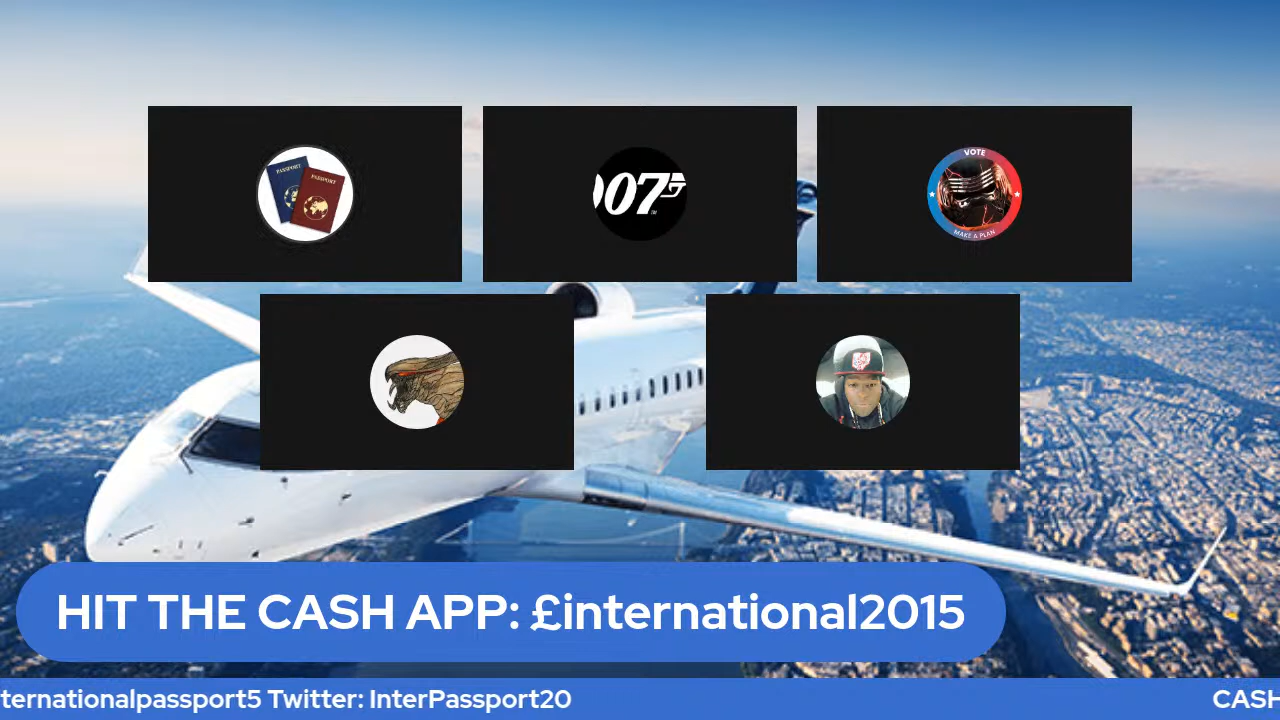 PASSPORT
PASSPORT
007
VOTE
MAKE A PLAN
HIT THE CASH APP: £international2015
ternationalpassport5 Twitter: InterPassport20
CASH